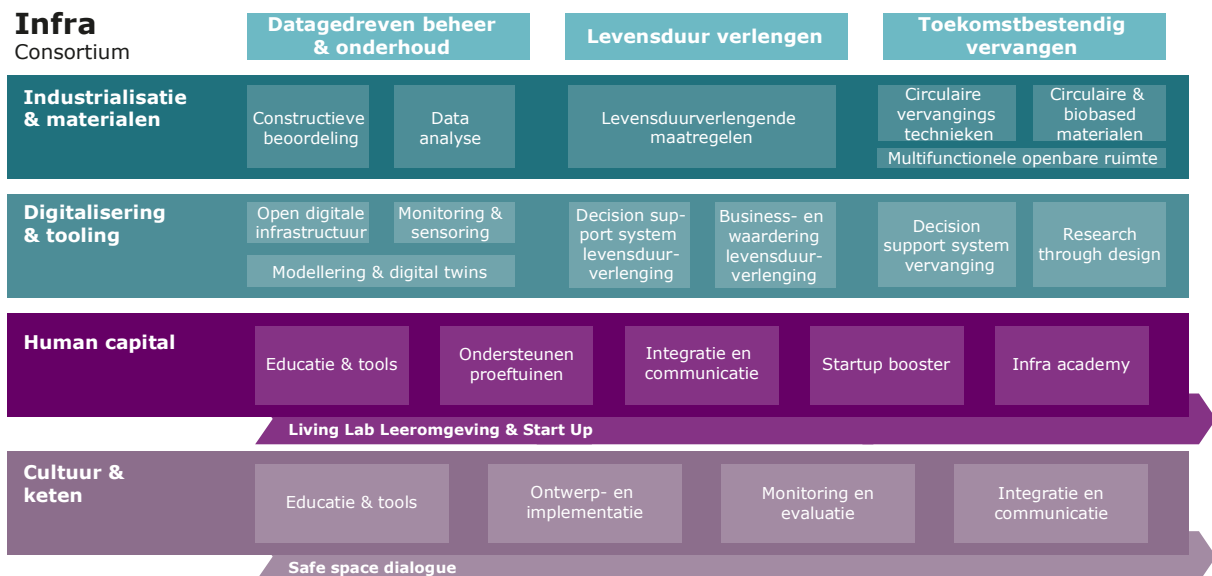 Infra
Consortium
Datagedreven beheer
& onderhoud
Levensduur verlengen
Toekomstbestendig
vervangen
Industrialisatie
& materialen
Constructieve
beoordeling
Data
analyse
Levensduurverlengende
maatregelen
Circulaire
vervangings
technieken
Circulaire &
biobased
materialen
Multifunctionele openbare ruimte
Digitalisering
& tooling
Open digitale
infrastructuur
Monitoring &
sensoring
Modellering & digital twins
Decision sup-
port system
levensduur-
verlenging
Business- en
waardering
levensduur-
verlenging
Decision
support system
vervanging
Research
through design
Human capital
Educatie & tools
Ondersteunen
proeftuinen
Integratie en
communicatie
Startup booster
Infra academy
Living Lab Leeromgeving & Start Up
Cultuur &
keten
Educatie & tools
Ontwerp- en
implementatie
Monitoring en
evaluatie
Integratie en
communicatie
Safe space dialogue